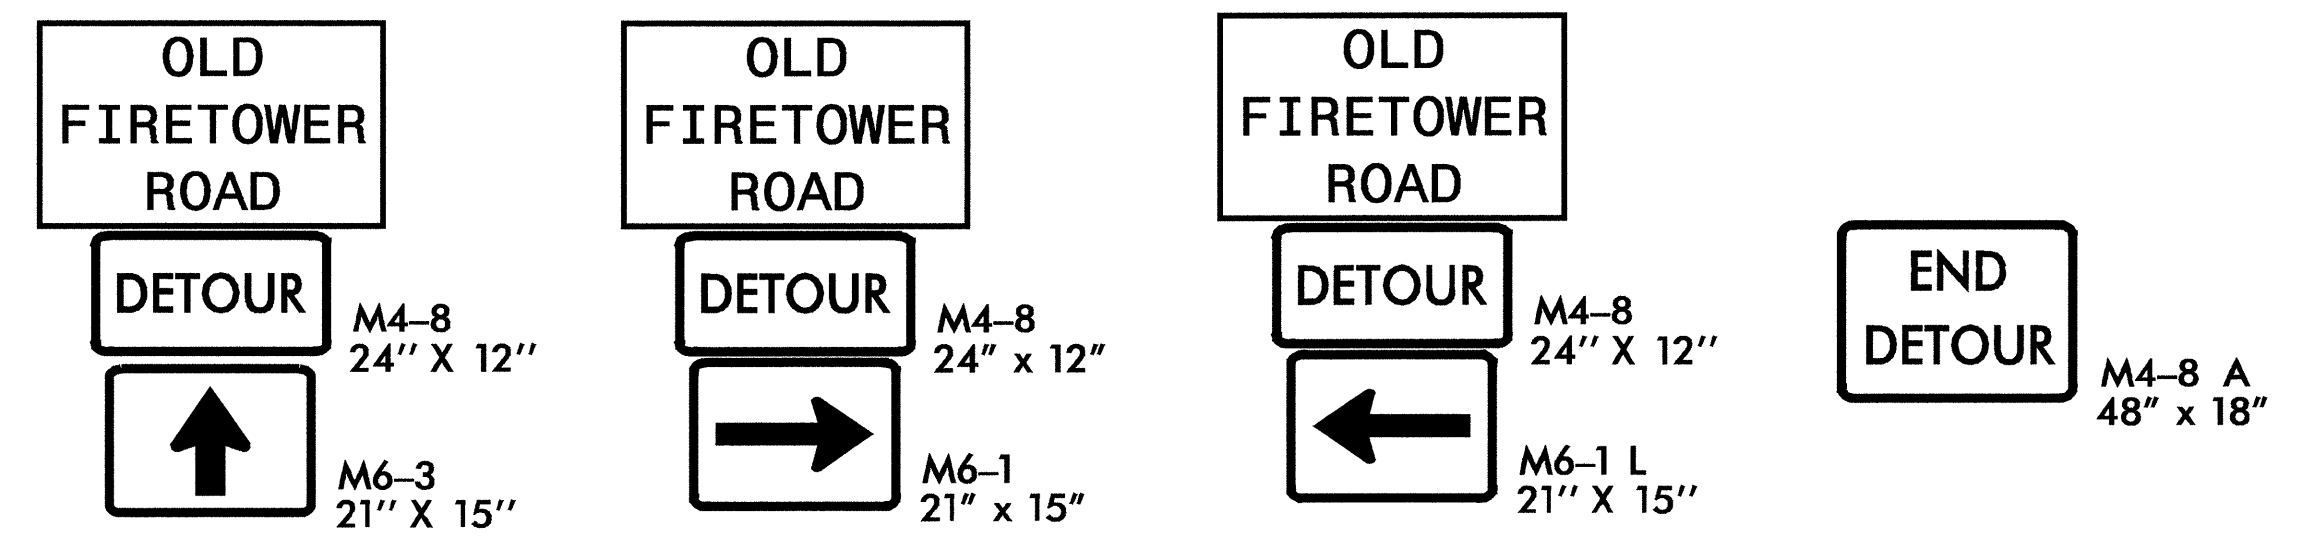 OLD
FIRETOWER
ROAD
DETOUR
M4–8
24’’ X 12’’
M6–3
21’’ X 15’’
OLD
FIRETOWER
ROAD
DETOUR
M4–8
24” x 12”
M6–1
21” x 15”
OLD
FIRETOWER
ROAD
DETOUR
M4–8
24’’ X 12’’
M6–1 L
21’’ X 15’’
END
DETOUR
M4–8 A
48” x 18”